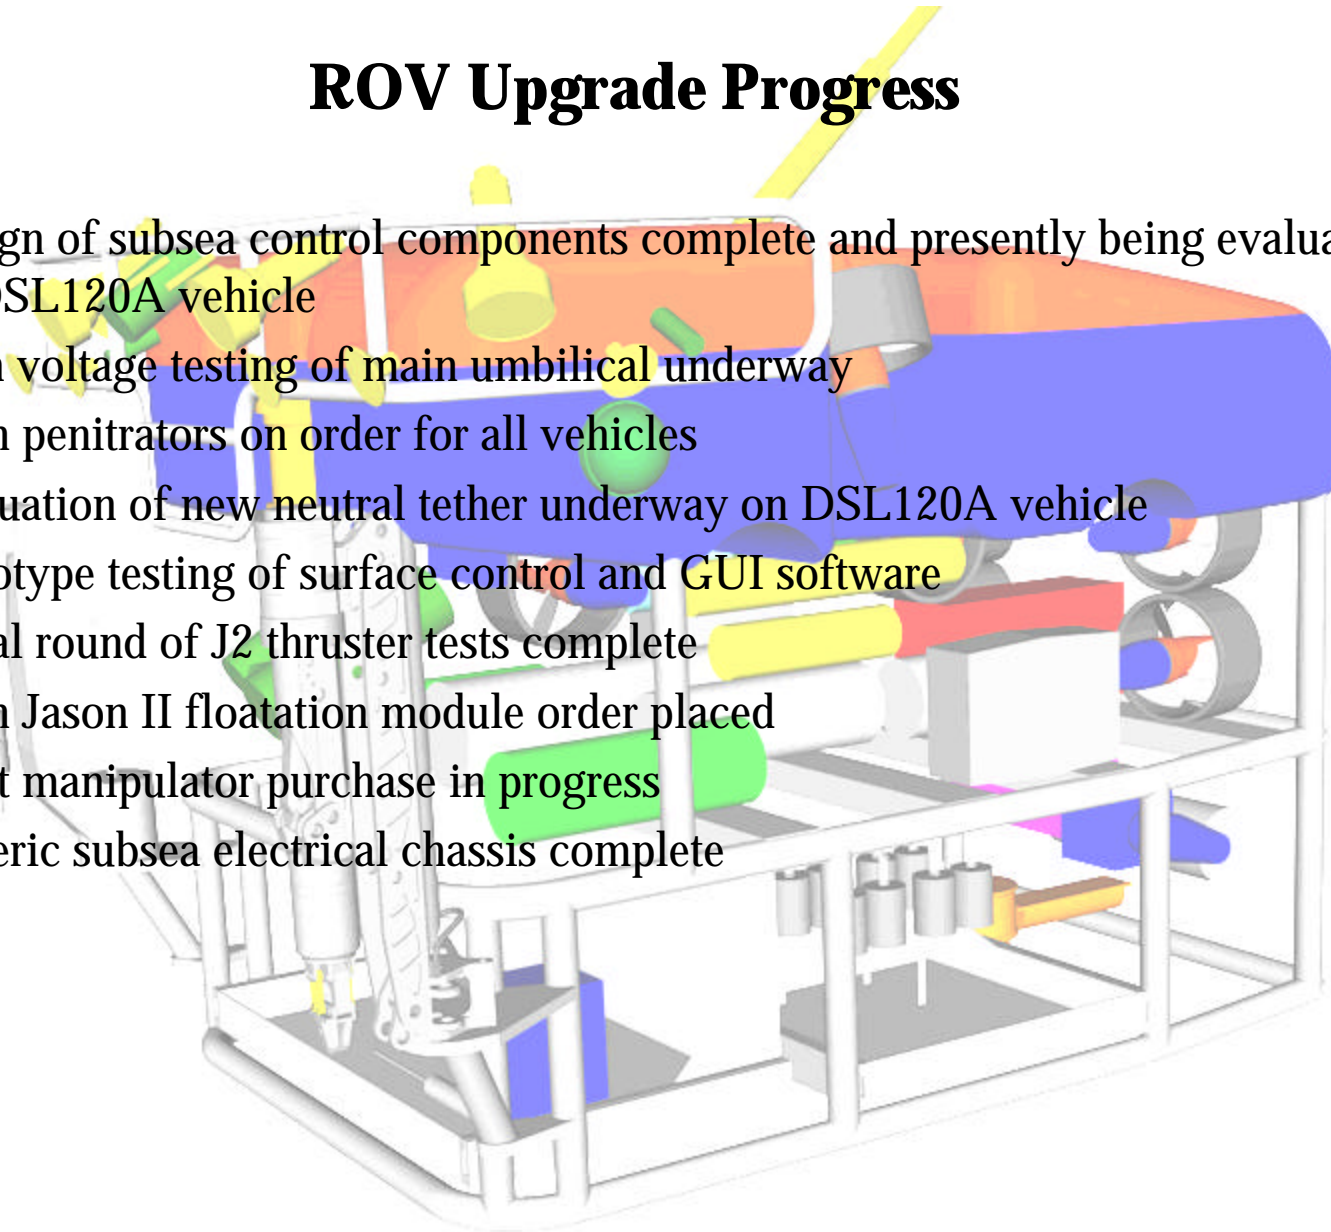 ROV Upgrade Progress
gn of subsea control components complete and presently being evalua
DSL120A vehicle
voltage testing of main umbilical underway
penitrators on order for all vehicles
uation of new neutral tether underway on DSL120A vehicle
otype testing of surface control and GUI software
al round of J2 thruster tests complete
Jason II floatation module order placed
t manipulator purchase in progress
eric subsea electrical chassis complete